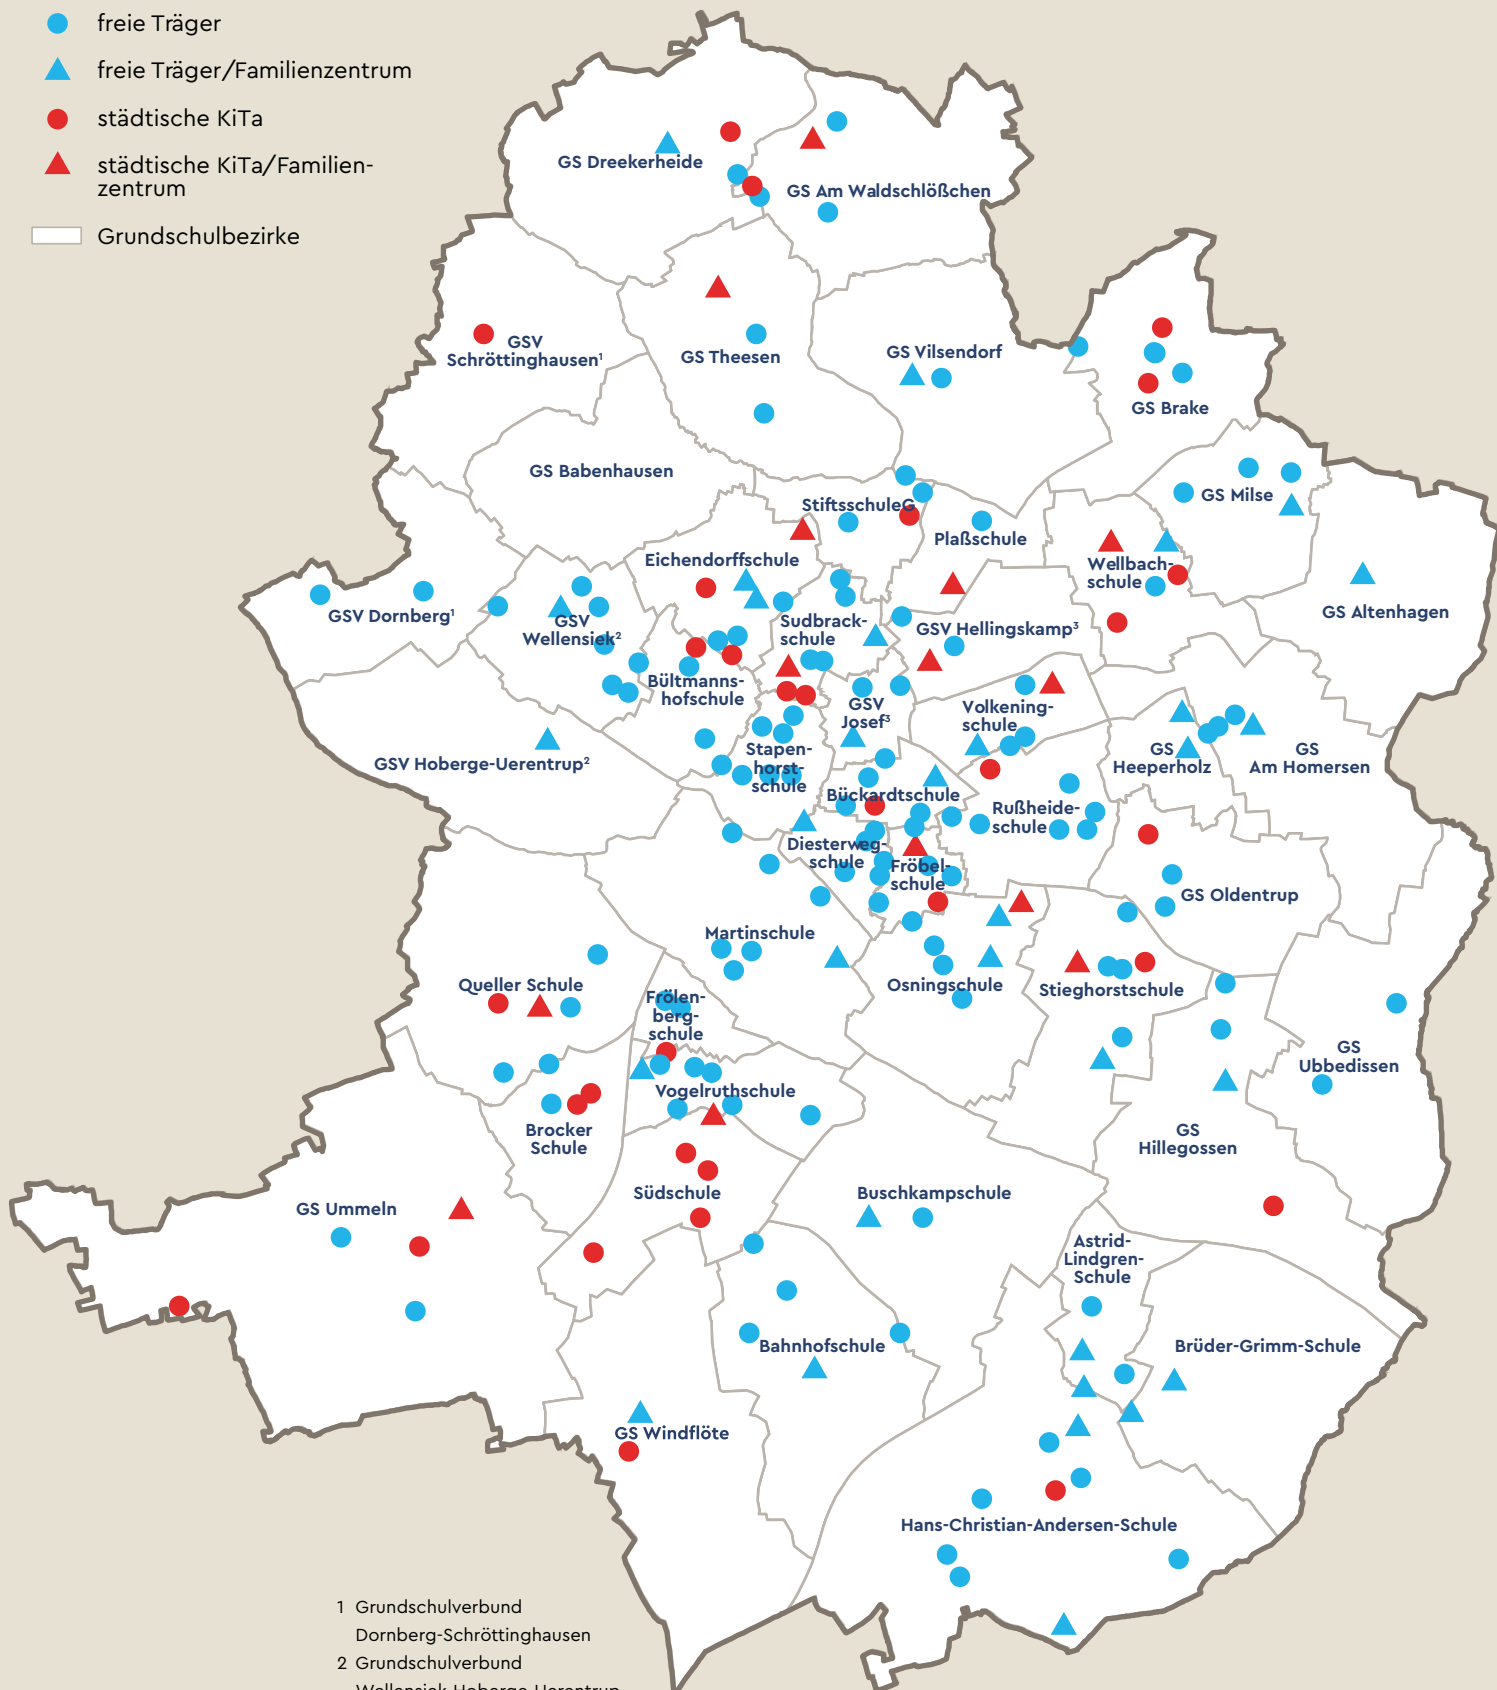 freie Träger
freie Träger/Familienzentrum
städtische KiTa
städtische KiTa/Familien-
zentrum
Grundschulbezirke
GS Dreekerheide
GS Am Waldschlößchen
GSV
Schröttinghausen¹
GS Theesen
GS Vilsendorf
GS Brake
GS Babenhausen
GS Milse
StiftsschuleG
Plaßschule
Eichendorffschule
Wellbach-
schule
GSV Dornberg¹
GSV
Wellensiek²
Sudbrack-
schule
GSV Hellingskamp³
GS Altenhagen
Bültmanns-
hofschule
GSV
Josef³
Volkening-
schule
GSV Hoberge-Uerentrup²
Stapen-
horst-
schule
GS
Heeperholz
GS
Am Homersen
Bückardtschule
Rußheide-
schule
Diesterweg-
schule
Fröbel-
schule
GS Oldentrup
Martinschule
Queller Schule
Frölen-
berg-
schule
Osningschule
Stieghorstschule
GS
Ubbedissen
Vogelruthschule
Brocker
Schule
GS
Hillegossen
Südschule
Buschkampschule
GS Ummeln
Astrid-
Lindgren-
Schule
Bahnhofschule
Brüder-Grimm-Schule
GS Windflöte
Hans-Christian-Andersen-Schule
1 Grundschulverbund
Dornberg-Schröttinghausen
2 Grundschulverbund
Wellensiek-Hoberge-Uerentrup